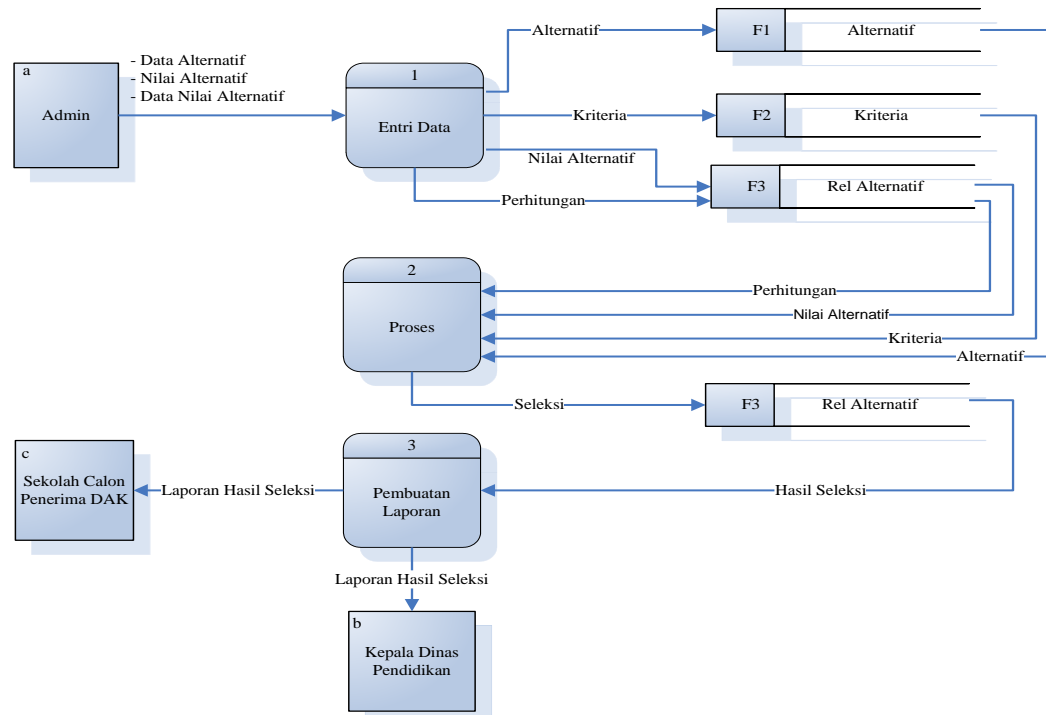 Alternatif
F1
Alternatif
a
- Data Alternatif
- Nilai Alternatif
- Data Nilai Alternatif
1
Admin
Entri Data
Kriteria
F2
Kriteria
Nilai Alternatif
F3
Rel Alternatif
Perhitungan
2
Proses
Perhitungan
Nilai Alternatif
Kriteria
Alternatif
Seleksi
F3
Rel Alternatif
c
Sekolah Calon
Penerima DAK
Laporan Hasil Seleksi
3
Pembuatan
Laporan
Hasil Seleksi
Laporan Hasil Seleksi
b
Kepala Dinas
Pendidikan